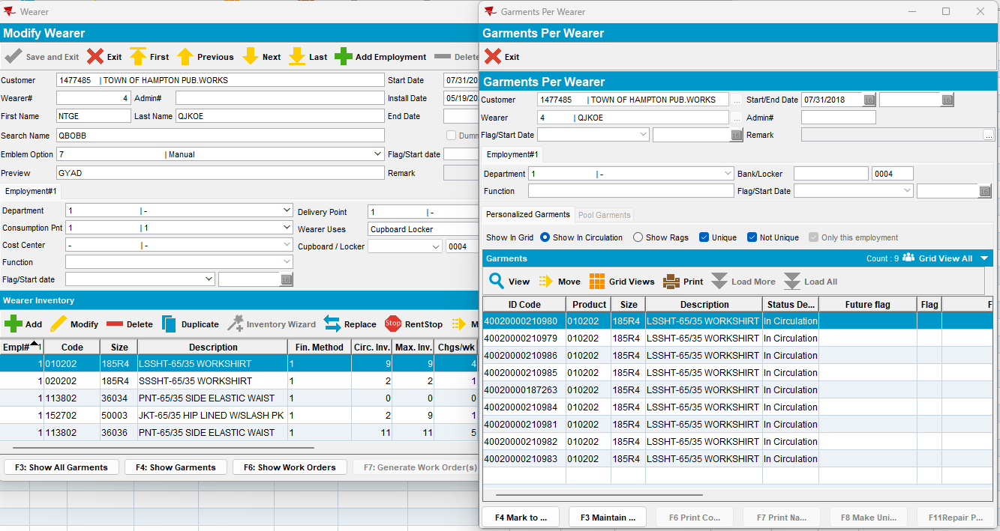 Wearer
Modify Wearer
Save and Exit Exit First Previous Next Last Add Employment Delete
Customer 1477485 | TOWN OF HAMPTON PUB.WORKS Start Date 07/31/20
Wearer# 4 Admin# Install Date 05/19/20
First Name NTGE Last Name QJKOE End Date
Search Name QBOBB Dumm
Emblem Option 7 | Manual Flag/Start date
Preview GYAD Remark
Employment#1
Department 1 | - Delivery Point 1 | -
Consumption Pnt 1 | 1 Wearer Uses Cupboard Locker
Cost Center - | - Cupboard / Locker 0004
Function
Flag/Start date 16
Wearer Inventory
Add Modify Delete Duplicate Inventory Wizard Replace Stop RentStop M
Empl# 1 Code Size Description Fin. Method Circ. Inv. Max. Inv. Chgs/wk
1 010202 185R4 LSSHT-65/35 WORKSHIRT 1 9 9 4
1 020202 185R4 SSSHT-65/35 WORKSHIRT 1 2 2 1
1 113802 36034 PNT-65/35 SIDE ELASTIC WAIST 1 0 0 0
1 152702 50003 JKT-65/35 HIP LINED W/SLASH PK 1 2 9 1
1 113802 36036 PNT-65/35 SIDE ELASTIC WAIST 1 11 11 5
F3: Show All Garments F4: Show Garments F6: Show Work Orders F7: Generate Work Order(s)
Garments Per Wearer
Garments Per Wearer
Exit
Garments Per Wearer
Customer 1477485 | TOWN OF HAMPTON PUB.WORKS ... Start/End Date 07/31/2018 16 16
Wearer 4 | QJKOE ... Admin#
Flag/Start Date 16 Remark ...
Employment#1
Department 1 | - Bank/Locker 0004
Function Flag/Start Date 16
Personalized Garments Pool Garments
Show In Grid Show In Circulation Show Rags Unique Not Unique Only this employment
Garments Count : 9 Grid View All
View Move Grid Views Print Load More Load All
ID Code Product Size Description Status De... Future flag Flag F
40020000210980 010202 185R4 LSSHT-65/35 WORKSHIRT In Circulation
40020000210979 010202 185R4 LSSHT-65/35 WORKSHIRT In Circulation
40020000210986 010202 185R4 LSSHT-65/35 WORKSHIRT In Circulation
40020000210985 010202 185R4 LSSHT-65/35 WORKSHIRT In Circulation
40020000187263 010202 185R4 LSSHT-65/35 WORKSHIRT In Circulation
40020000210984 010202 185R4 LSSHT-65/35 WORKSHIRT In Circulation
40020000210981 010202 185R4 LSSHT-65/35 WORKSHIRT In Circulation
40020000210982 010202 185R4 LSSHT-65/35 WORKSHIRT In Circulation
40020000210983 010202 185R4 LSSHT-65/35 WORKSHIRT In Circulation
F4 Mark to ... F3 Maintain ... F6 Print Co... F7 Print Na... F8 Make Uni... F11Repair P...